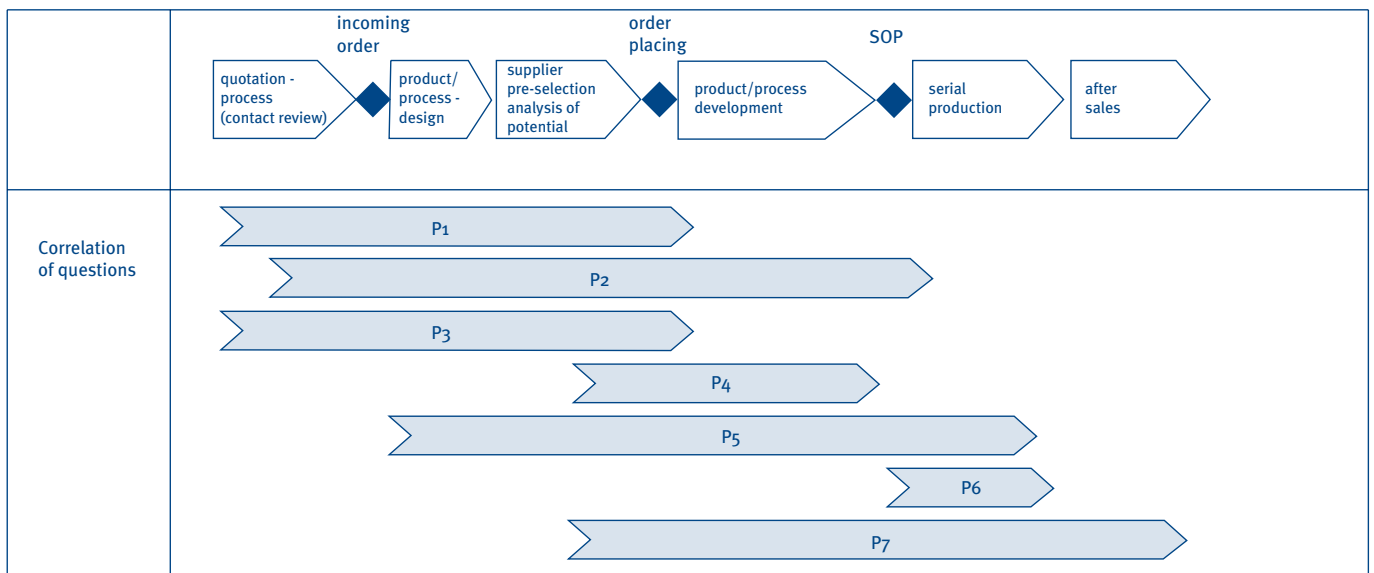 incoming
order
order
placing
SOP
quotation -
process
(contact review)
product/
process -
design
supplier
pre-selection
analysis of
potential
product/process
development
serial
production
after
sales
Correlation
of questions
P1
P2
P3
P4
P5
P6
P7